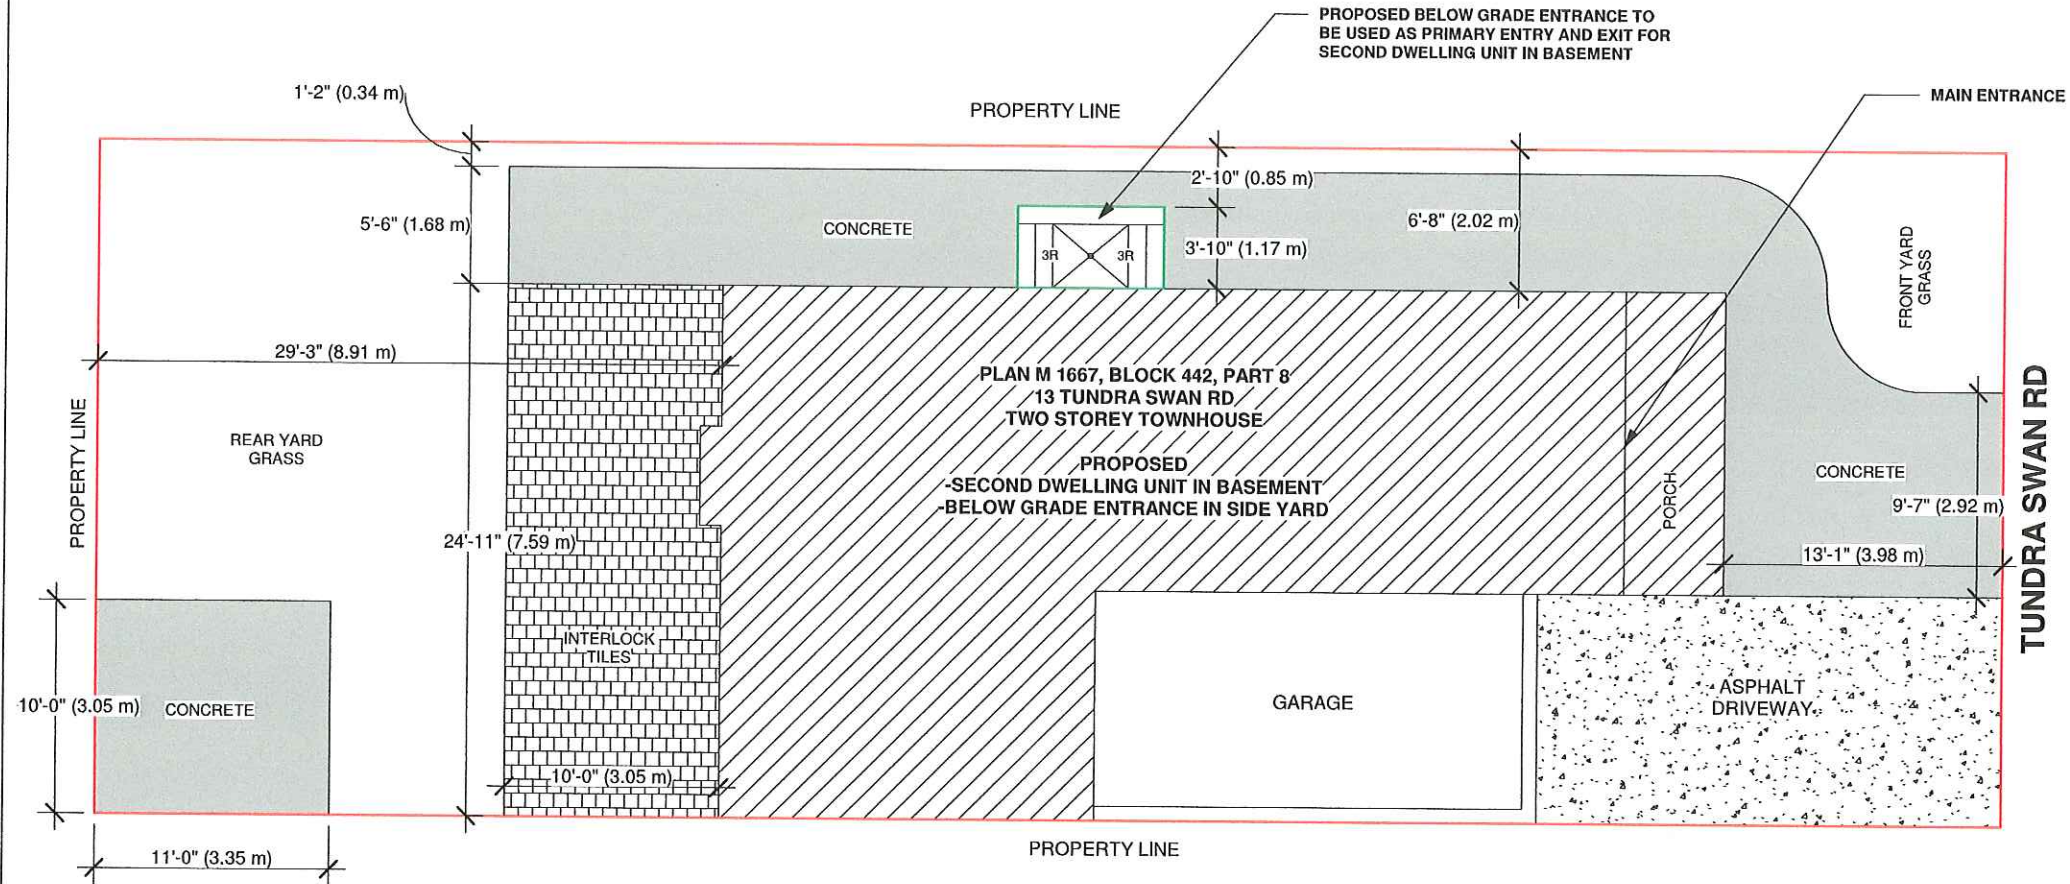 PROPOSED BELOW GRADE ENTRANCE TO
BE USED AS PRIMARY ENTRY AND EXIT FOR
SECOND DWELLING UNIT IN BASEMENT
MAIN ENTRANCE
1'-2" (0.34 m)
PROPERTY LINE
2'-10" (0.85 m)
5'-6" (1.68 m)
CONCRETE
6'-8" (2.02 m)
3'-10" (1.17 m)
3R
3R
FRONT YARD
GRASS
29'-3" (8.91 m)
PLAN M 1667, BLOCK 442, PART 8
13 TUNDRA SWAN RD
TWO STOREY TOWNHOUSE
PROPOSED
-SECOND DWELLING UNIT IN BASEMENT
-BELOW GRADE ENTRANCE IN SIDE YARD
PROPERTY LINE
REAR YARD
GRASS
PORCH
CONCRETE
9'-7" (2.92 m)
TUNDRA SWAN RD
24'-11" (7.59 m)
13'-1" (3.98 m)
INTERLOCK
TILES
10'-0" (3.05 m)
CONCRETE
GARAGE
ASPHALT
DRIVEWAY
10'-0" (3.05 m)
11'-0" (3.35 m)
PROPERTY LINE